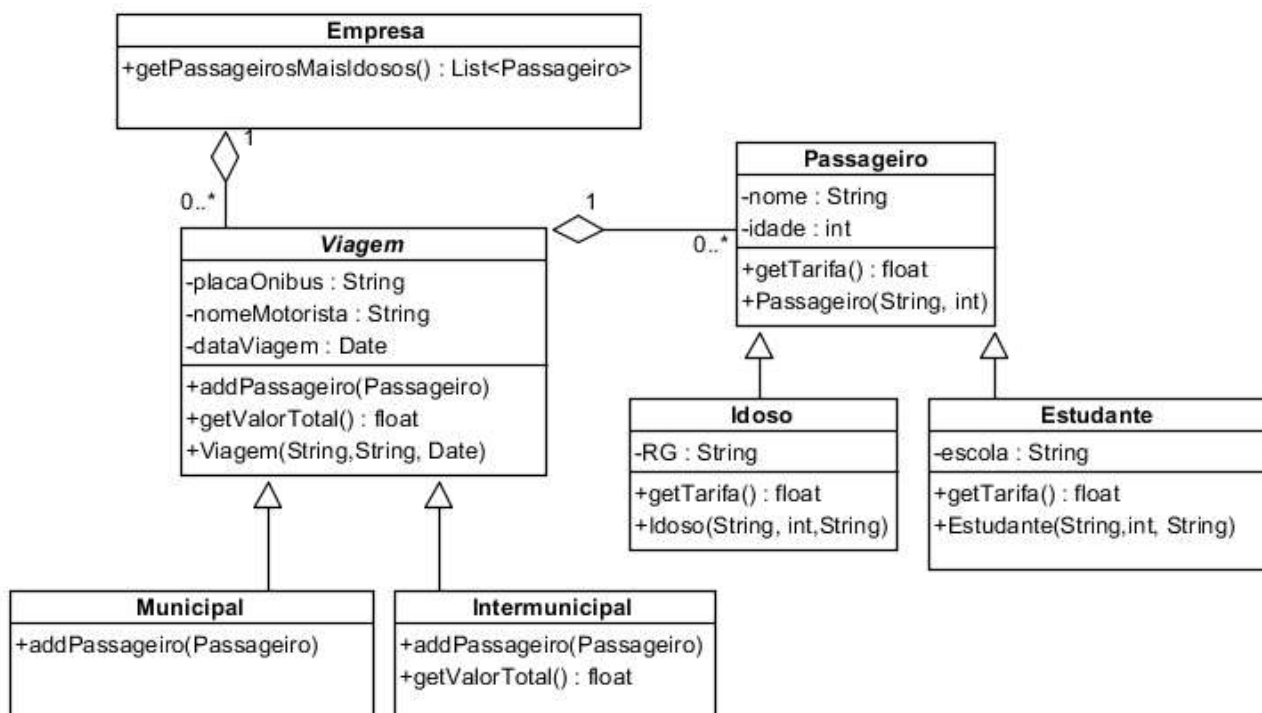 Empresa
+getPassageirosMaisIdosos() : List<Passageiro>
1
0..*
Viagem
-placaOnibus : String
-nomeMotorista : String
-dataViagem : Date
+addPassageiro(Passageiro)
+getValorTotal() : float
+Viagem(String,String, Date)
1
0..*
Passageiro
-nome : String
-idade : int
+getTarifa() : float
+Passageiro(String, int)
Idoso
-RG : String
+getTarifa() : float
+Idoso(String, int,String)
Estudante
-escola : String
+getTarifa() : float
+Estudante(String,int, String)
Municipal
+addPassageiro(Passageiro)
Intermunicipal
+addPassageiro(Passageiro)
+getValorTotal() : float